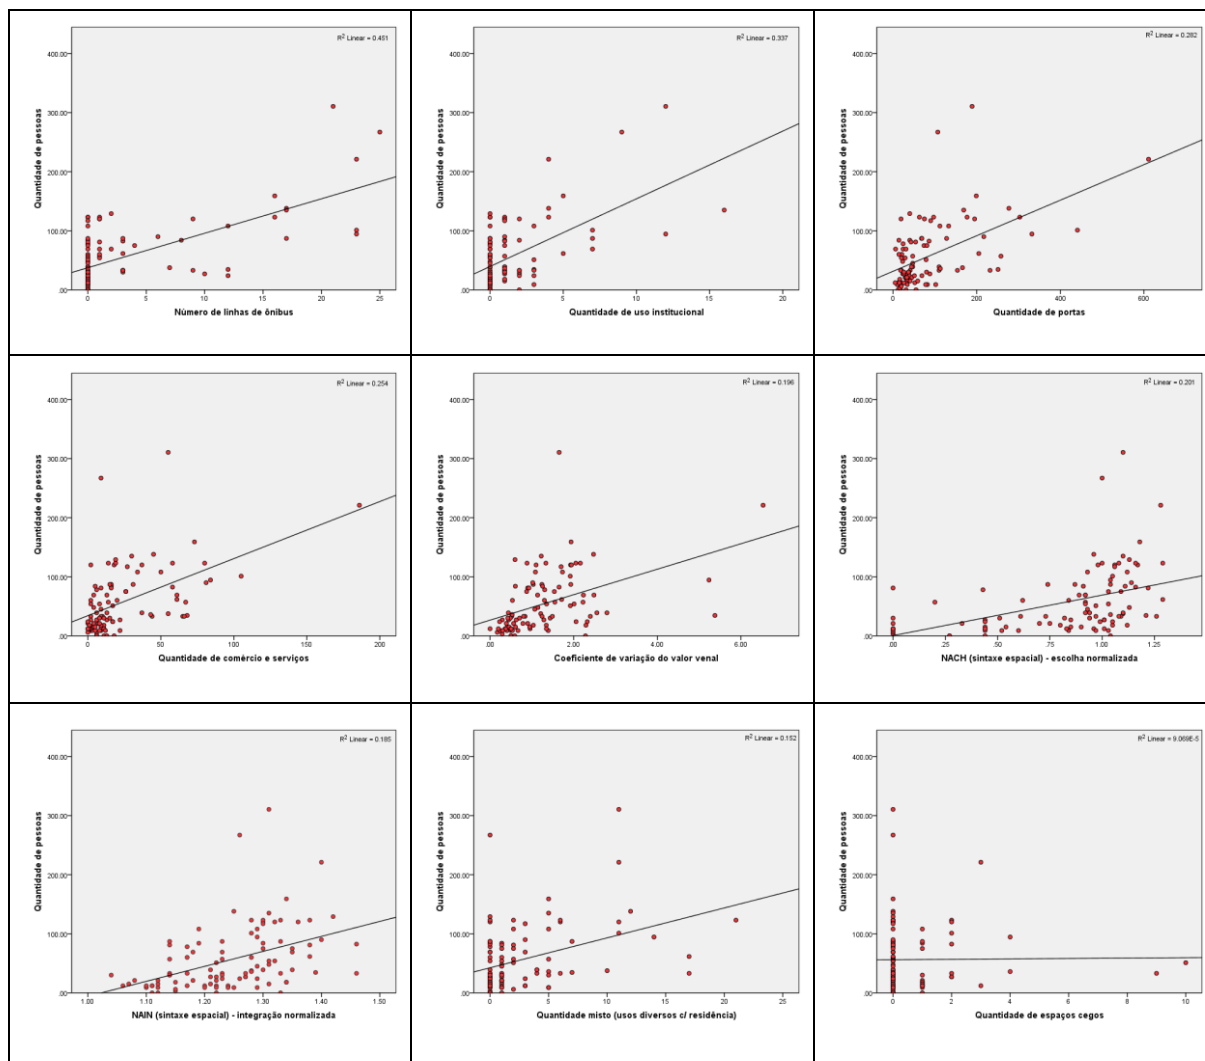 R² Linear = 0.451
400.00
300.00
200.00
100.00
.00
Quantidade de pessoas
0 5 10 15 20 25
Número de linhas de ônibus
R² Linear = 0.337
400.00
300.00
200.00
100.00
.00
Quantidade de pessoas
0 5 10 15 20
Quantidade de uso institucional
R² Linear = 0.282
400.00
300.00
200.00
100.00
.00
Quantidade de pessoas
0 200 400 600
Quantidade de portas
R² Linear = 0.254
400.00
300.00
200.00
100.00
.00
Quantidade de pessoas
0 50 100 150 200
Quantidade de comércio e serviços
R² Linear = 0.196
400.00
300.00
200.00
100.00
.00
Quantidade de pessoas
.00 2.00 4.00 6.00
Coeficiente de variação do valor venal
R² Linear = 0.201
400.00
300.00
200.00
100.00
.00
Quantidade de pessoas
.00 .25 .50 .75 1.00 1.25
NACH (sintaxe espacial) - escolha normalizada
R² Linear = 0.185
400.00
300.00
200.00
100.00
.00
Quantidade de pessoas
1.00 1.10 1.20 1.30 1.40 1.50
NAIN (sintaxe espacial) - integração normalizada
R² Linear = 0.152
400.00
300.00
200.00
100.00
.00
Quantidade de pessoas
0 5 10 15 20 25
Quantidade misto (usos diversos c/ residência)
R² Linear = 9.069E-5
400.00
300.00
200.00
100.00
.00
Quantidade de pessoas
0 2 4 6 8 10
Quantidade de espaços cegos